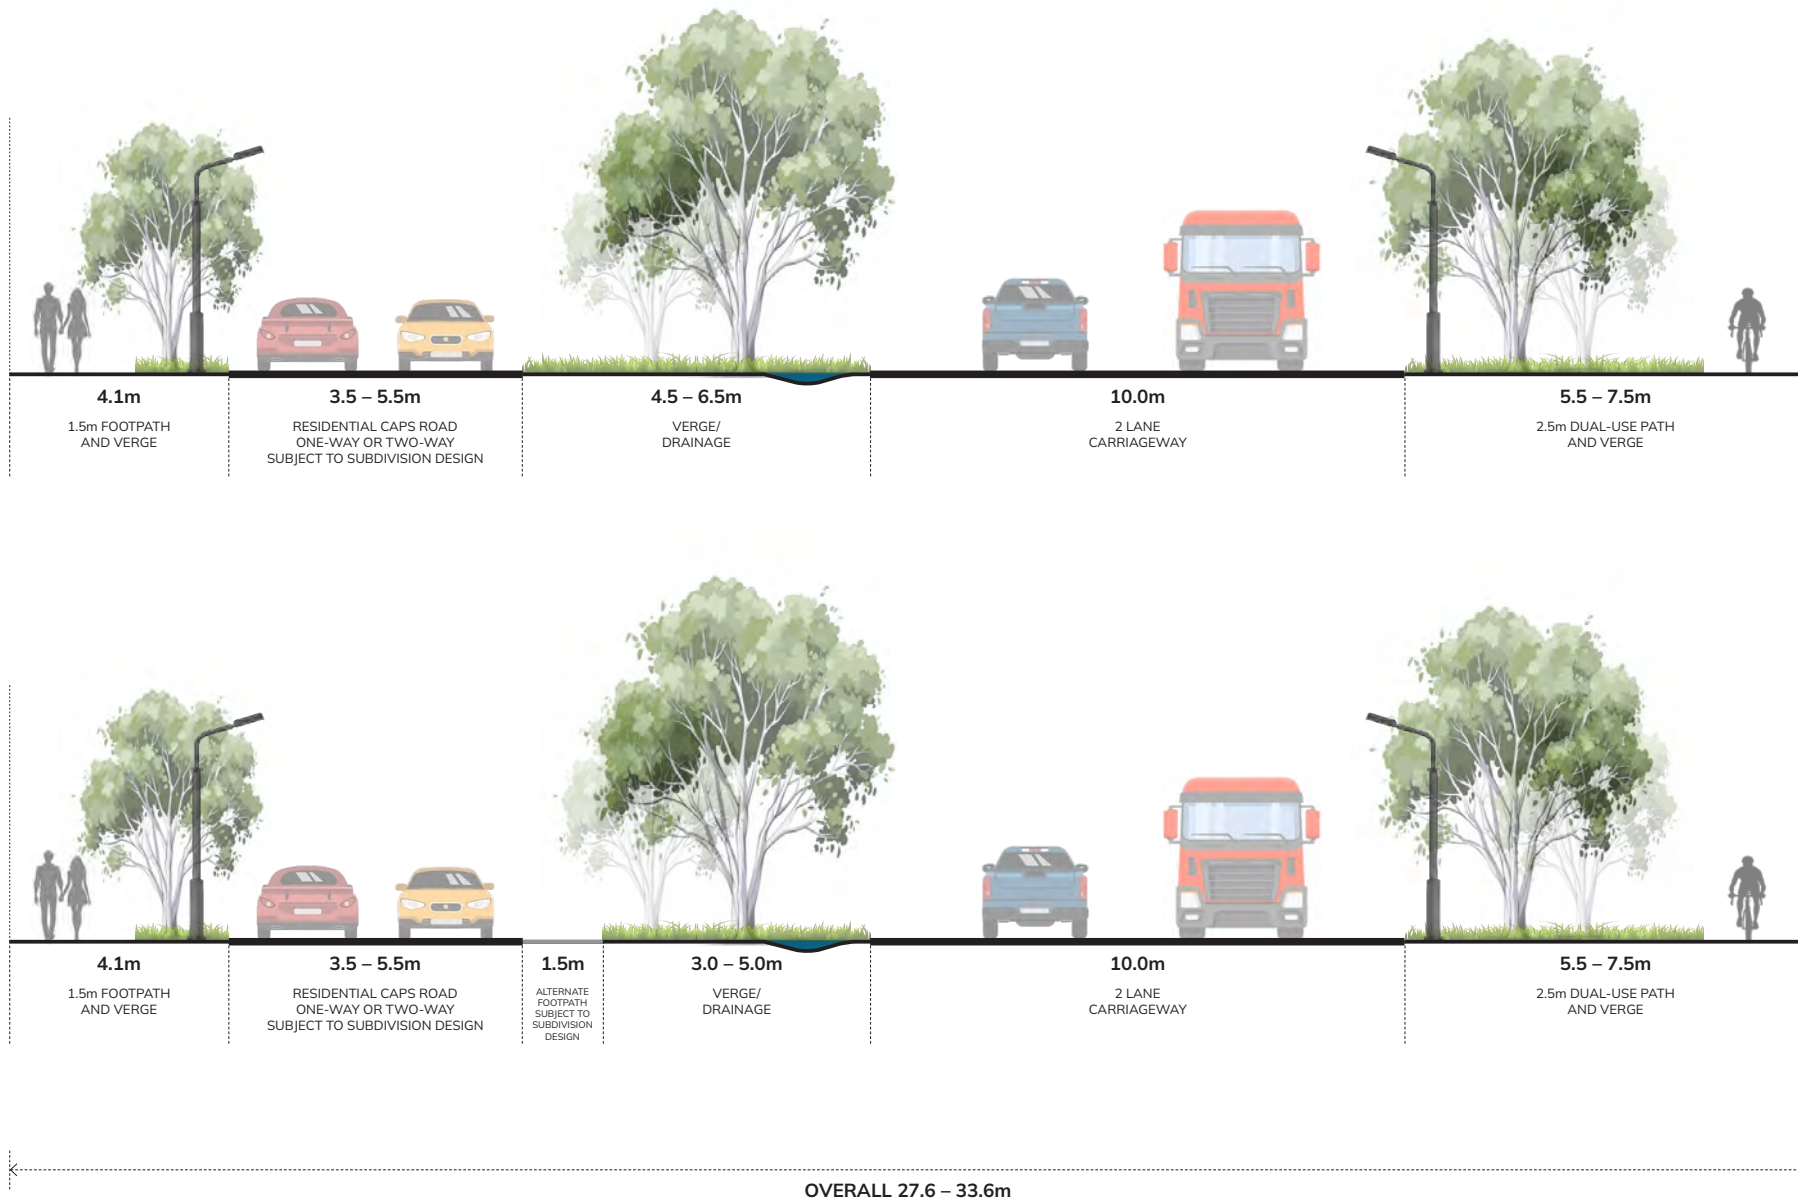 4.1m
1.5m FOOTPATH
AND VERGE
3.5 – 5.5m
RESIDENTIAL CAPS ROAD
ONE-WAY OR TWO-WAY
SUBJECT TO SUBDIVISION DESIGN
4.5 – 6.5m
VERGE/
DRAINAGE
10.0m
2 LANE
CARRIAGEWAY
5.5 – 7.5m
2.5m DUAL-USE PATH
AND VERGE
4.1m
1.5m FOOTPATH
AND VERGE
3.5 – 5.5m
RESIDENTIAL CAPS ROAD
ONE-WAY OR TWO-WAY
SUBJECT TO SUBDIVISION DESIGN
1.5m
ALTERNATE
FOOTPATH
SUBJECT TO
SUBDIVISION
DESIGN
3.0 – 5.0m
VERGE/
DRAINAGE
10.0m
2 LANE
CARRIAGEWAY
5.5 – 7.5m
2.5m DUAL-USE PATH
AND VERGE
OVERALL 27.6 – 33.6m